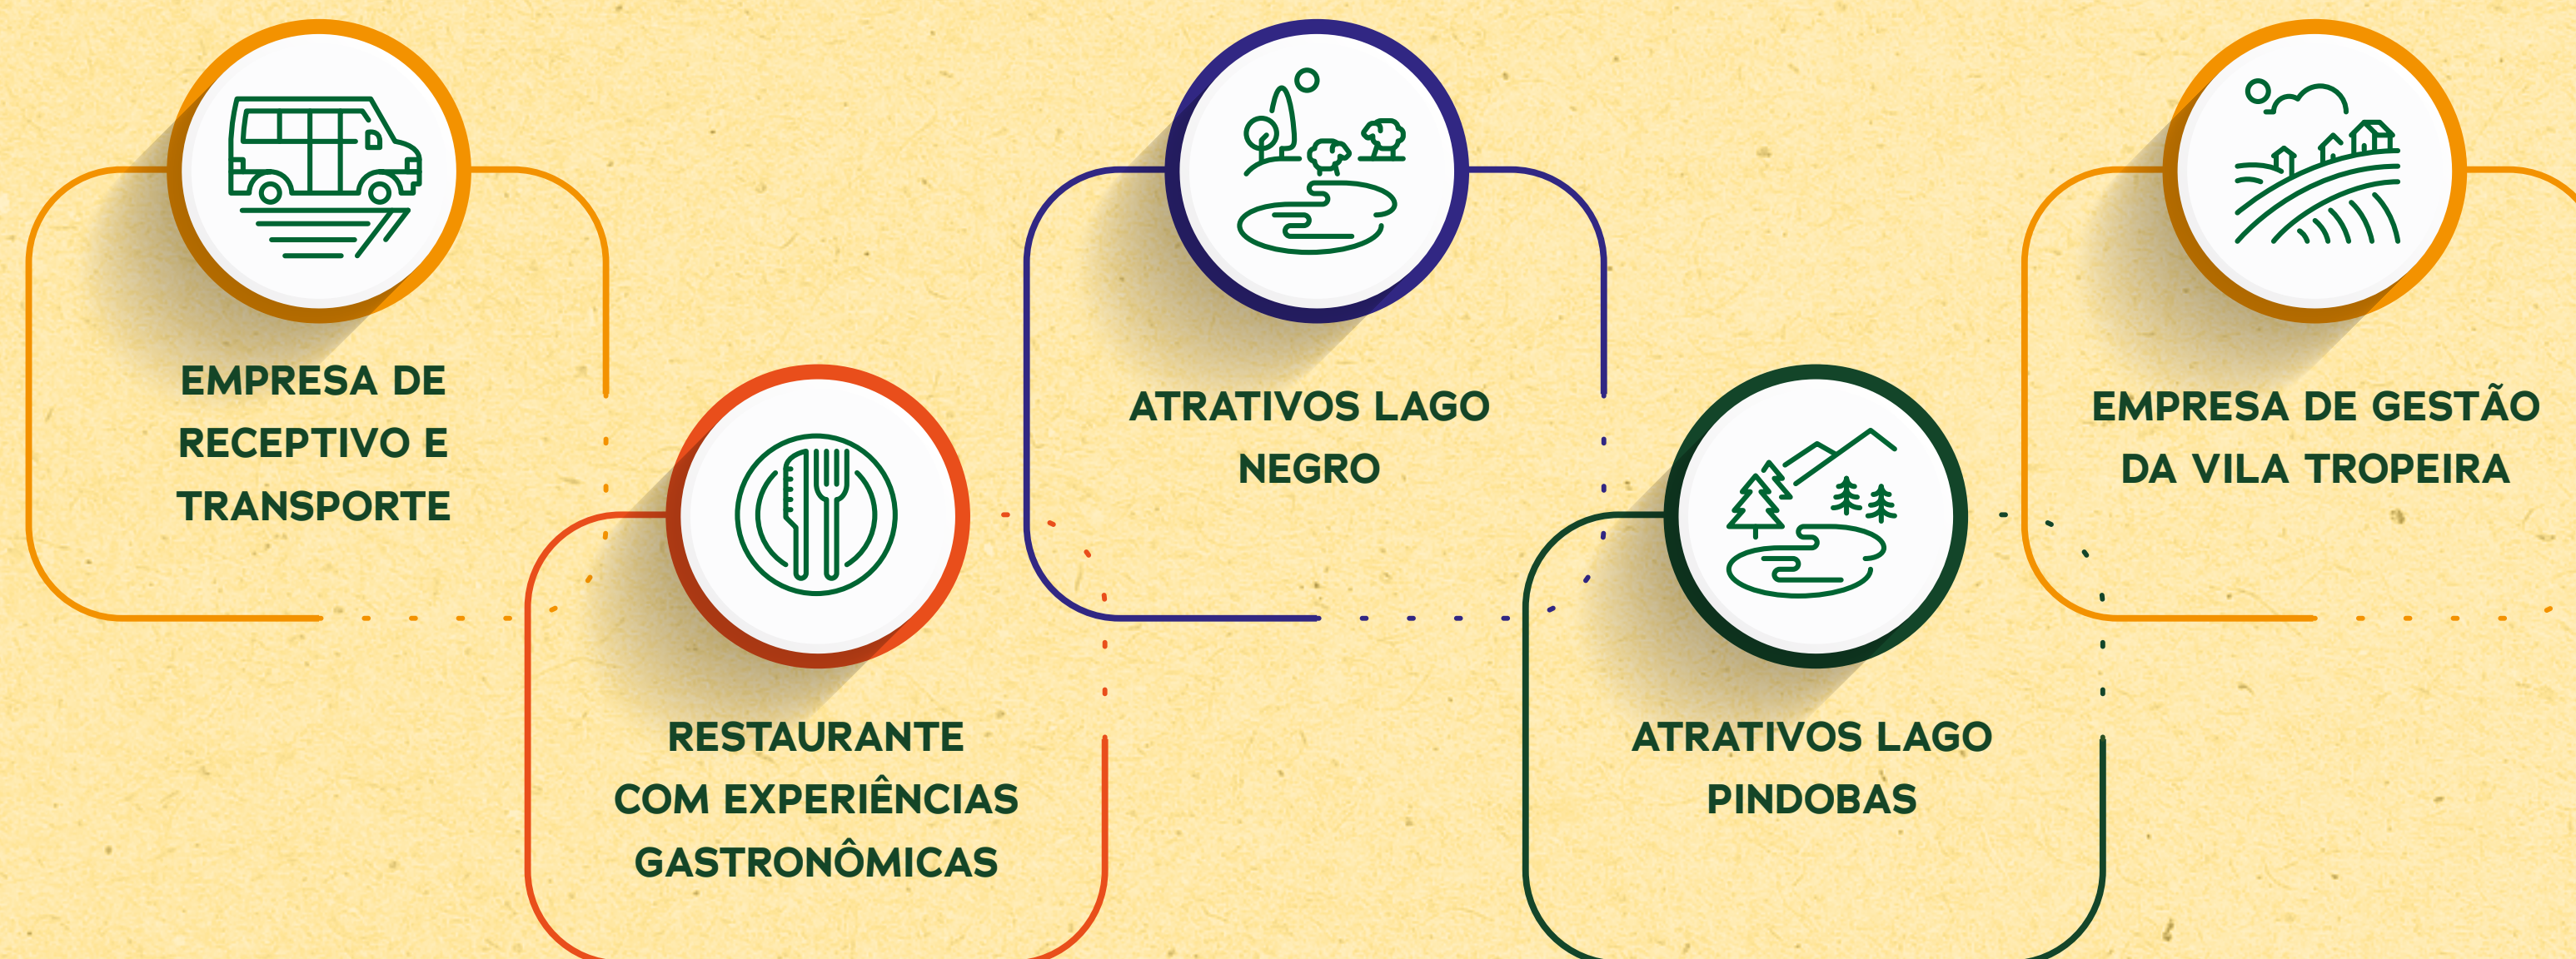 EMPRESA DE
RECEPTIVO E
TRANSPORTE
RESTAURANTE
COM EXPERIÊNCIAS
GASTRONÔMICAS
ATRATIVOS LAGO
NEGRO
ATRATIVOS LAGO
PINDOBAS
EMPRESA DE GESTÃO
DA VILA TROPEIRA